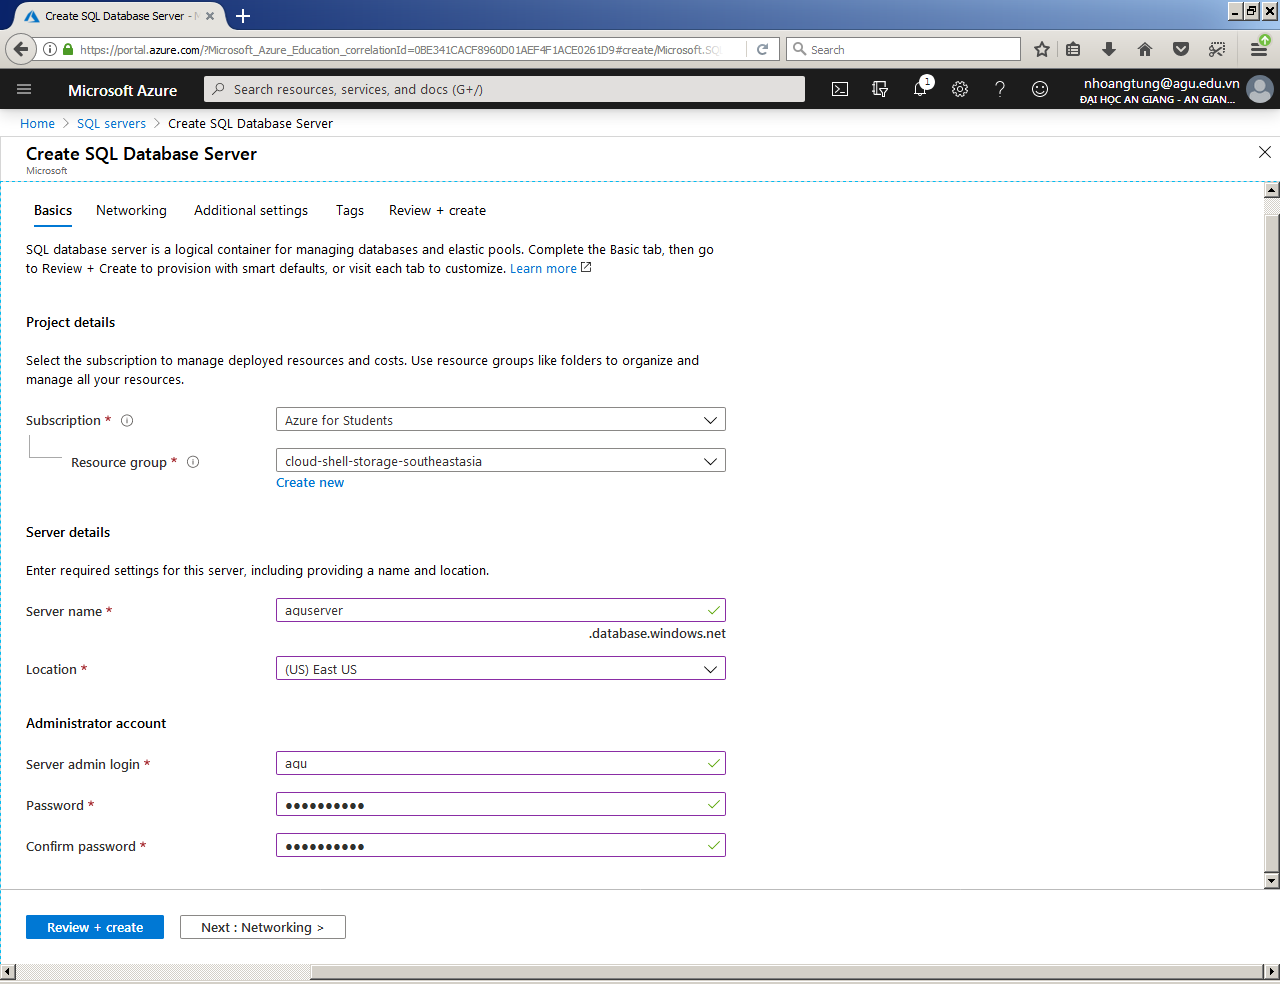 Create SQL Database Server -
https://portal.azure.com/?Microsoft_Azure_Education_correlationId=0BE341CACF8960D01AEF4F1ACE0261D9#create/Microsoft.SQ
Search
Microsoft Azure
Search resources, services, and docs (G+/)
1
nhoangtung@agu.edu.vn
ĐẠI HỌC AN GIANG - AN GIAN...
Home > SQL servers > Create SQL Database Server
Create SQL Database Server
Microsoft
Basics Networking Additional settings Tags Review + create
SQL database server is a logical container for managing databases and elastic pools. Complete the Basic tab, then go
to Review + Create to provision with smart defaults, or visit each tab to customize. Learn more
Project details
Select the subscription to manage deployed resources and costs. Use resource groups like folders to organize and
manage all your resources.
Subscription *
Azure for Students
Resource group *
cloud-shell-storage-southeastasia
Create new
Server details
Enter required settings for this server, including providing a name and location.
Server name *
aguserver
.database.windows.net
Location *
(US) East US
Administrator account
Server admin login *
agu
Password *
●●●●●●●●●●
Confirm password *
●●●●●●●●●●
Review + create
Next : Networking >